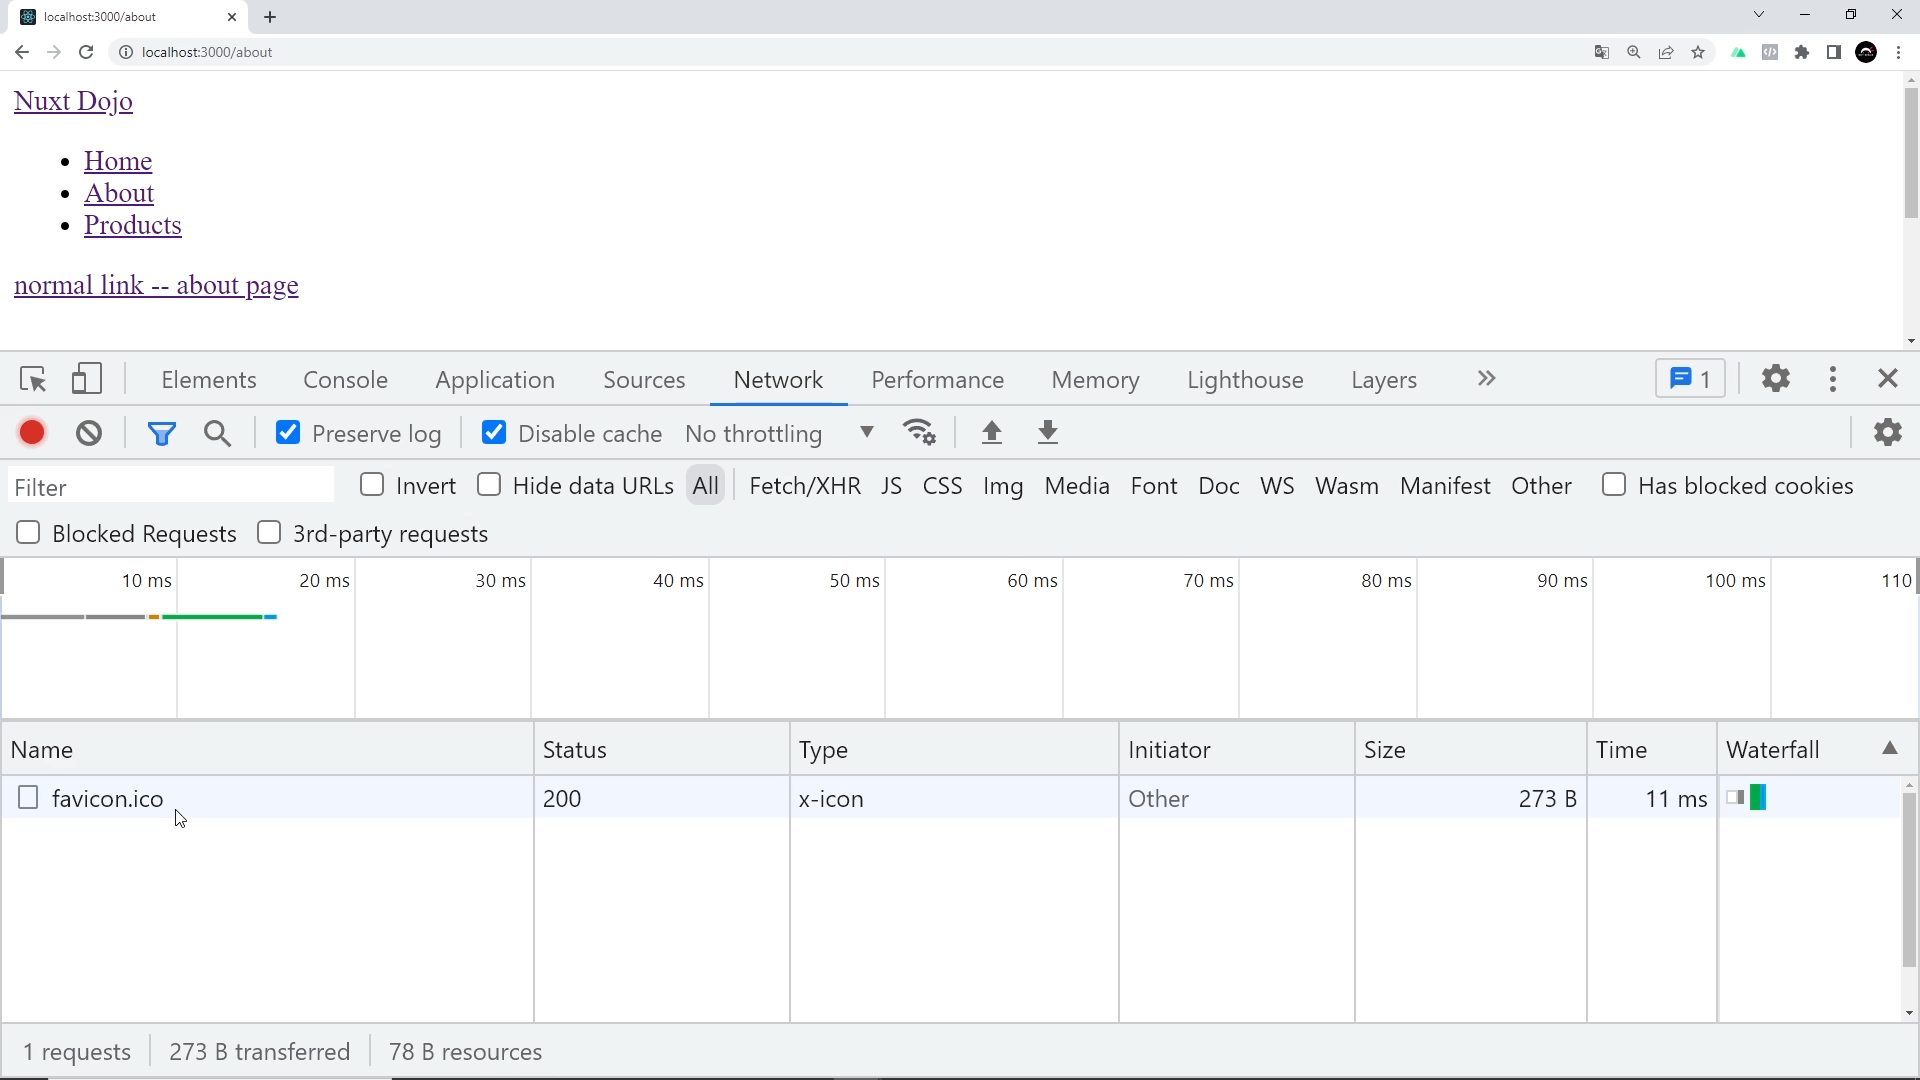 localhost:3000/about
localhost:3000/about
Nuxt Dojo
Home
About
Products
normal link -- about page
Elements Console Application Sources Network Performance Memory Lighthouse Layers 1
Preserve log Disable cache No throttling
Filter Invert Hide data URLs All Fetch/XHR JS CSS Img Media Font Doc WS Wasm Manifest Other Has blocked cookies
Blocked Requests 3rd-party requests
10 ms 20 ms 30 ms 40 ms 50 ms 60 ms 70 ms 80 ms 90 ms 100 ms 110
Name Status Type Initiator Size Time Waterfall
favicon.ico 200 x-icon Other 273 B 11 ms
1 requests 273 B transferred 78 B resources